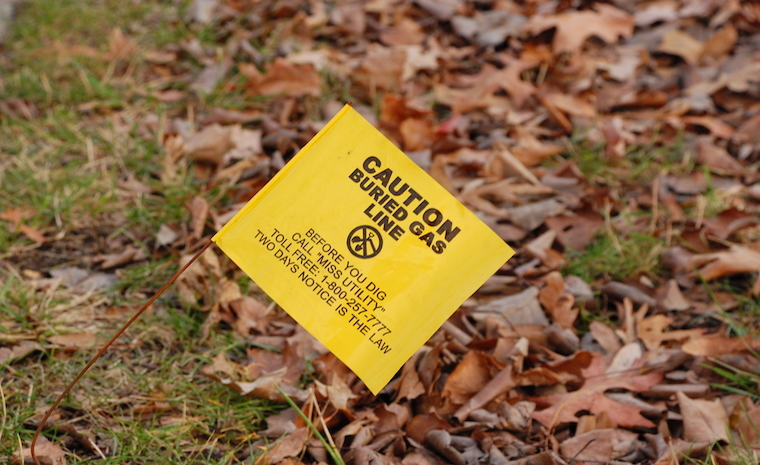 CAUTION
BURIED GAS
LINE
BEFORE YOU DIG
CALL "MISS UTILITY"
TOLL FREE: 1-800-257-7777
TWO DAYS NOTICE IS THE LAW